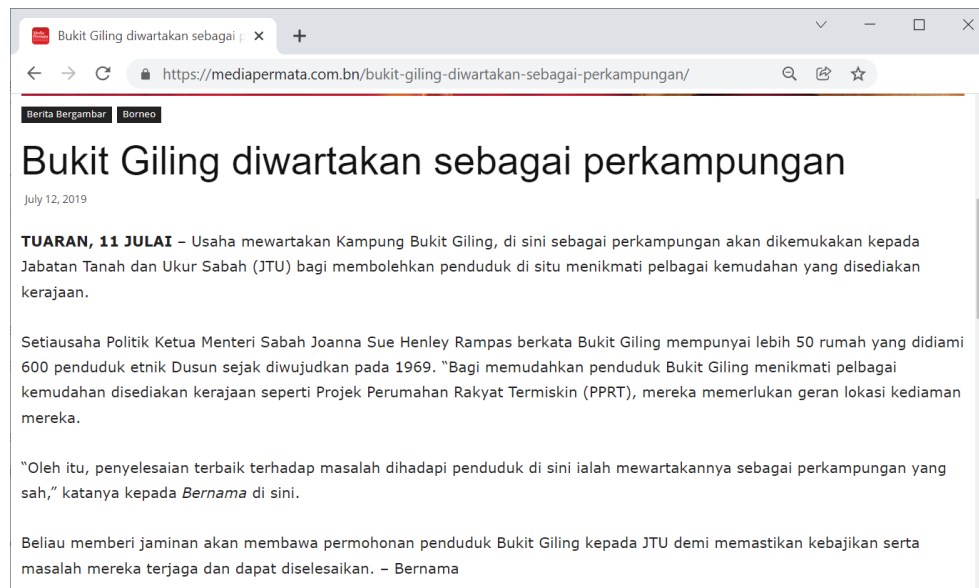 Bukit Giling diwartakan sebagai p
https://mediapermata.com.bn/bukit-giling-diwartakan-sebagai-perkampungan/
Berita Bergambar Borneo
Bukit Giling diwartakan sebagai perkampungan
July 12, 2019
TUARAN, 11 JULAI – Usaha mewartakan Kampung Bukit Giling, di sini sebagai perkampungan akan dikemukakan kepada
Jabatan Tanah dan Ukur Sabah (JTU) bagi membolehkan penduduk di situ menikmati pelbagai kemudahan yang disediakan
kerajaan.
Setiausaha Politik Ketua Menteri Sabah Joanna Sue Henley Rampas berkata Bukit Giling mempunyai lebih 50 rumah yang didiami
600 penduduk etnik Dusun sejak diwujudkan pada 1969. “Bagi memudahkan penduduk Bukit Giling menikmati pelbagai
kemudahan disediakan kerajaan seperti Projek Perumahan Rakyat Termiskin (PPRT), mereka memerlukan geran lokasi kediaman
mereka.
“Oleh itu, penyelesaian terbaik terhadap masalah dihadapi penduduk di sini ialah mewartakannya sebagai perkampungan yang
sah,” katanya kepada Bernama di sini.
Beliau memberi jaminan akan membawa permohonan penduduk Bukit Giling kepada JTU demi memastikan kebajikan serta
masalah mereka terjaga dan dapat diselesaikan. – Bernama